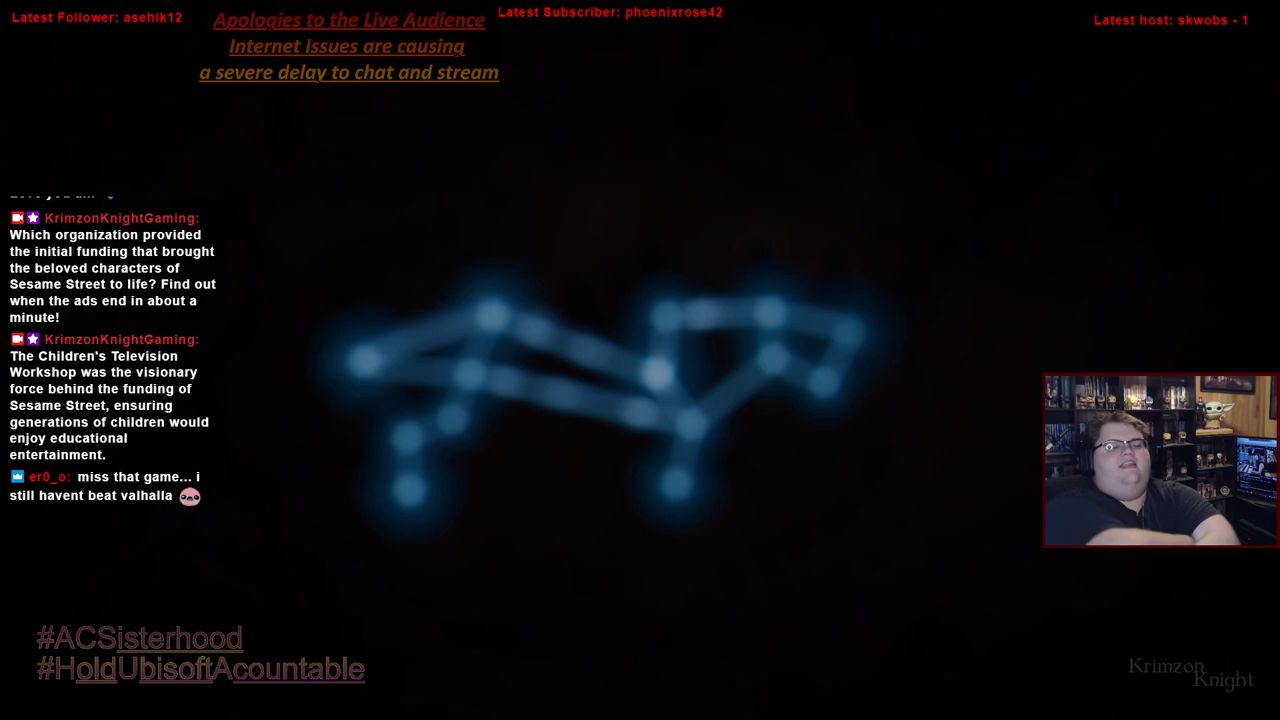 Latest Follower: asehik12
Apologies to the Live Audience
Internet Issues are causing
a severe delay to chat and stream
Latest Subscriber: phoenixrose42
Latest host: skwobs - 1
KrimzonKnightGaming:
Which organization provided
the initial funding that brought
the beloved characters of
Sesame Street to life? Find out
when the ads end in about a
minute!
KrimzonKnightGaming:
The Children's Television
Workshop was the visionary
force behind the funding of
Sesame Street, ensuring
generations of children would
enjoy educational
entertainment.
er0_o: miss that game... i
still havent beat valhalla
#ACSisterhood
#HoldUbisoftAcountable
Krimzon
Knight